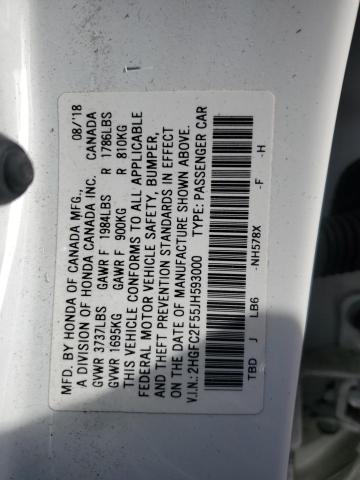 MFD. BY HONDA OF CANADA MFG., 08/'18
A DIVISION OF HONDA CANADA INC. CANADA
GVWR 3737LBS GAWR F 1984LBS R 1786LBS
GVWR 1695KG GAWR F 900KG R 810KG
THIS VEHICLE CONFORMS TO ALL APPLICABLE
FEDERAL MOTOR VEHICLE SAFETY, BUMPER,
AND THEFT PREVENTION STANDARDS IN EFFECT
ON THE DATE OF MANUFACTURE SHOWN ABOVE.
V.I.N.: 2HGFC2F55JH593000 TYPE: PASSENGER CAR
TBD J LB6 -NH578X -F -H